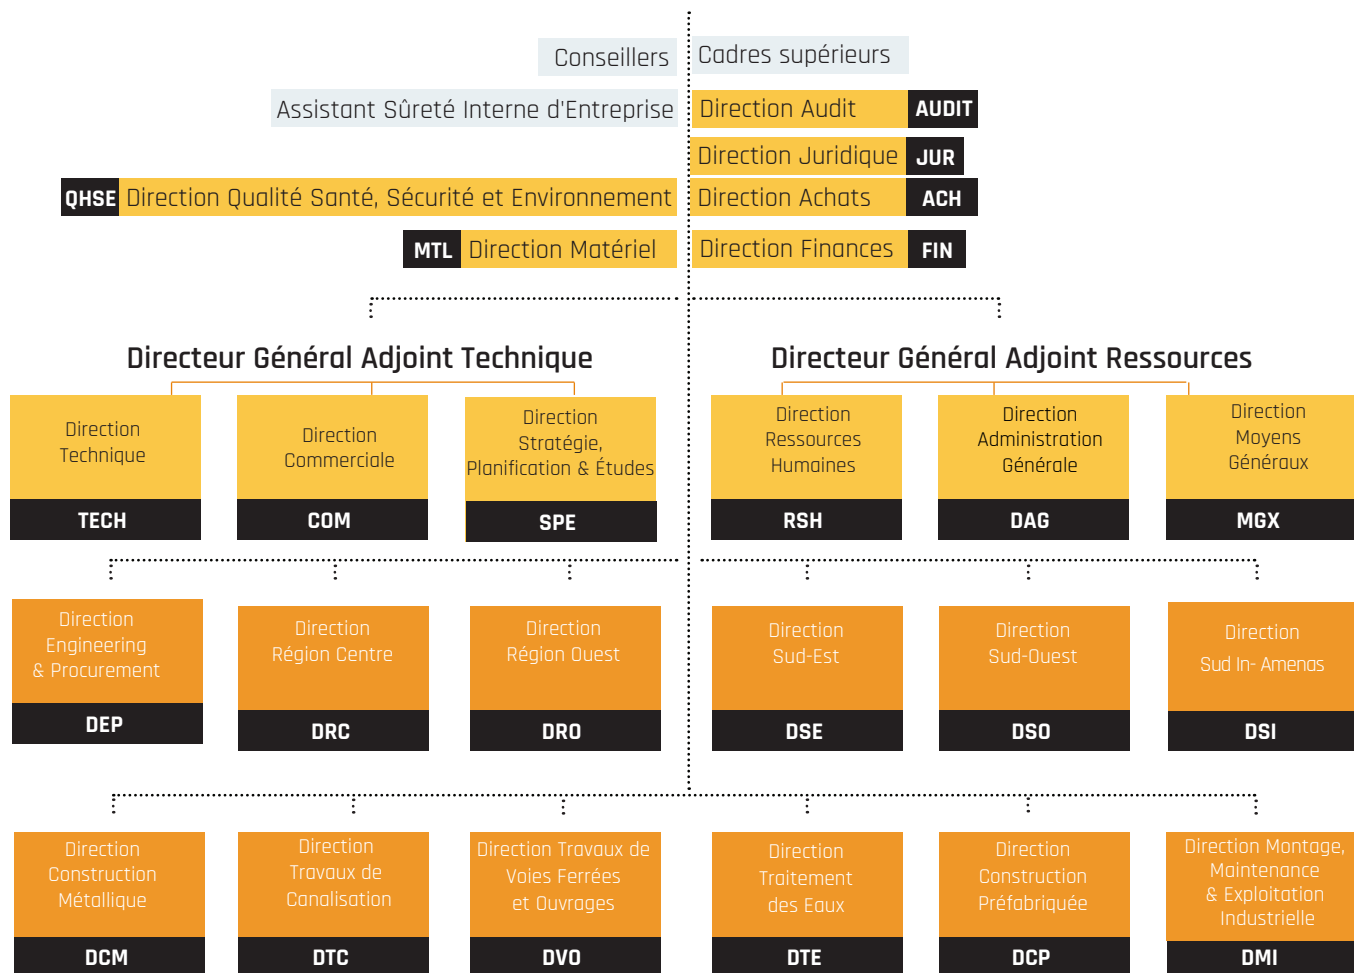 Conseillers
Cadres supérieurs
Assistant Sûreté Interne d'Entreprise
Direction Audit
AUDIT
Direction Juridique
JUR
QHSE
Direction Qualité Santé, Sécurité et Environnement
Direction Achats
ACH
MTL
Direction Matériel
Direction Finances
FIN
Directeur Général Adjoint Technique
Directeur Général Adjoint Ressources
Direction
Technique
TECH
Direction
Commerciale
COM
Direction
Stratégie,
Planification & Études
SPE
Direction
Ressources
Humaines
RSH
Direction
Administration
Générale
DAG
Direction
Moyens
Généraux
MGX
Direction
Engineering
& Procurement
DEP
Direction
Région Centre
DRC
Direction
Région Ouest
DRO
Direction
Sud-Est
DSE
Direction
Sud-Ouest
DSO
Direction
Sud In- Amenas
DSI
Direction
Construction
Métallique
DCM
Direction
Travaux de
Canalisation
DTC
Direction Travaux de
Voies Ferrées
et Ouvrages
DVO
Direction
Traitement
des Eaux
DTE
Direction
Construction
Préfabriquée
DCP
Direction Montage,
Maintenance
& Exploitation
Industrielle
DMI